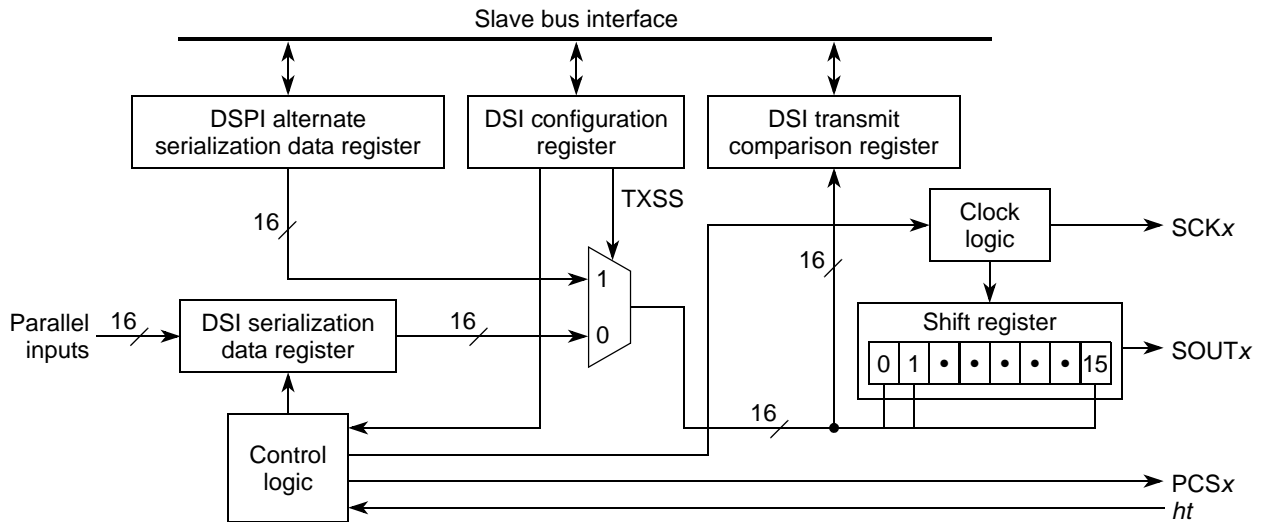 Slave bus interface
DSPI alternate
serialization data register
DSI configuration
register
DSI transmit
comparison register
TXSS
16
Clock
logic
SCKx
16
1
Parallel
inputs
16
DSI serialization
data register
16
0
Shift register
0 1 • • • • • 15
SOUTx
16
Control
logic
PCSx
ht